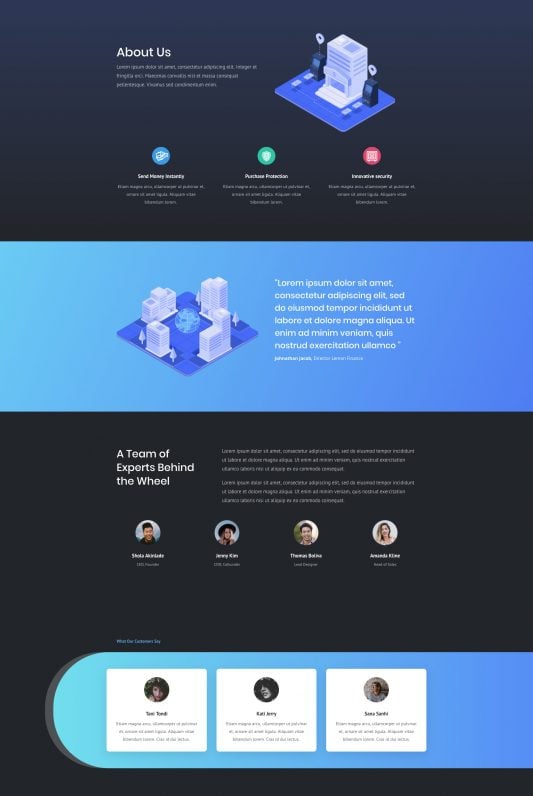 About Us
Lorem ipsum dolor sit amet, consectetur adipiscing elit. Integer et
fringilla orci. Maecenas convallis nisl et massa consequat
pellentesque. Vivamus sed condimentum enim.
Send Money Instantly
Purchase Protection
Innovative security
Etiam magna arcu, ullamcorper ut pulvinar et,
ornare sit amet ligula. Aliquam vitae
bibendum lorem.
Etiam magna arcu, ullamcorper ut pulvinar et,
ornare sit amet ligula. Aliquam vitae
bibendum lorem.
Etiam magna arcu, ullamcorper ut pulvinar et,
ornare sit amet ligula. Aliquam vitae
bibendum lorem.
"Lorem ipsum dolor sit amet,
consectetur adipiscing elit, sed
do eiusmod tempor incididunt ut
labore et dolore magna aliqua. Ut
enim ad minim veniam, quis
nostrud exercitation ullamco "
Johnathan Jacob, Director Lemon Finance
A Team of
Experts Behind
the Wheel
Lorem ipsum dolor sit amet, consectetur adipiscing elit, sed do eiusmod tempor incididunt
ut labore et dolore magna aliqua. Ut enim ad minim veniam, quis nostrud exercitation
ullamco laboris nisi ut aliquip ex ea commodo consequat.
Lorem ipsum dolor sit amet, consectetur adipiscing elit, sed do eiusmod tempor incididunt
ut labore et dolore magna aliqua. Ut enim ad minim veniam, quis nostrud exercitation
ullamco laboris nisi ut aliquip ex ea commodo consequat.
Shola Akinlade
Jenny Kim
Thomas Boliva
Amanda Kline
CEO, Founder
COO, Cofounder
Lead Designer
Head of Sales
What Our Customers Say
Toni Tondi
Kati Jerry
Sana Sanhi
Etiam magna arcu, ullamcorper ut pulvinar
et, ornare sit amet ligula. Aliquam vitae
bibendum lorem. Cras id dui lectus.
Etiam magna arcu, ullamcorper ut pulvinar
et, ornare sit amet ligula. Aliquam vitae
bibendum lorem. Cras id dui lectus.
Etiam magna arcu, ullamcorper ut pulvinar
et, ornare sit amet ligula. Aliquam vitae
bibendum lorem. Cras id dui lectus.